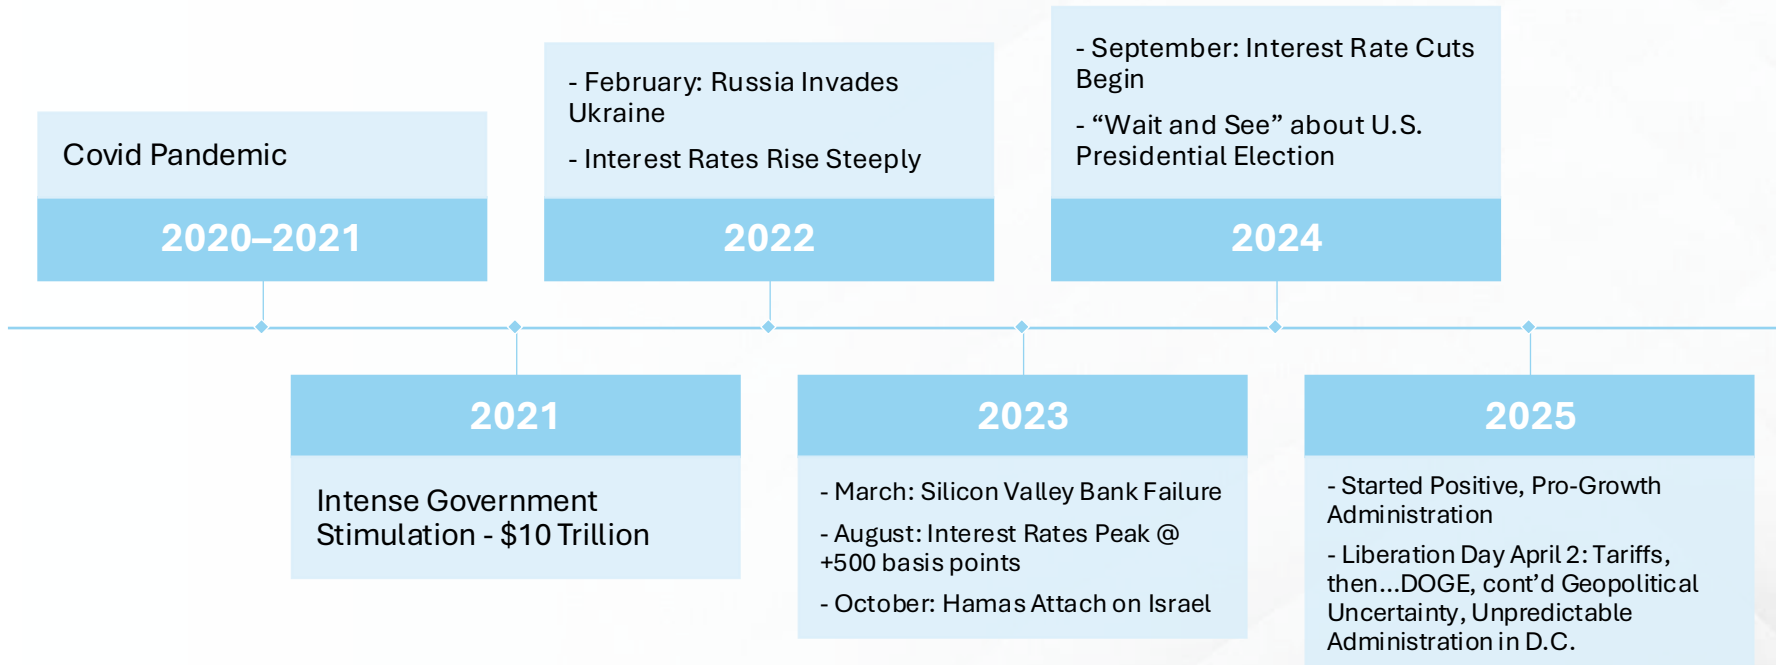 Covid Pandemic
2020–2021
2021
Intense Government
Stimulation - $10 Trillion
- February: Russia Invades
Ukraine
- Interest Rates Rise Steeply
2022
2023
- March: Silicon Valley Bank Failure
- August: Interest Rates Peak @
+500 basis points
- October: Hamas Attach on Israel
- September: Interest Rate Cuts
Begin
- “Wait and See” about U.S.
Presidential Election
2024
2025
- Started Positive, Pro-Growth
Administration
- Liberation Day April 2: Tariffs,
then...DOGE, cont’d Geopolitical
Uncertainty, Unpredictable
Administration in D.C.